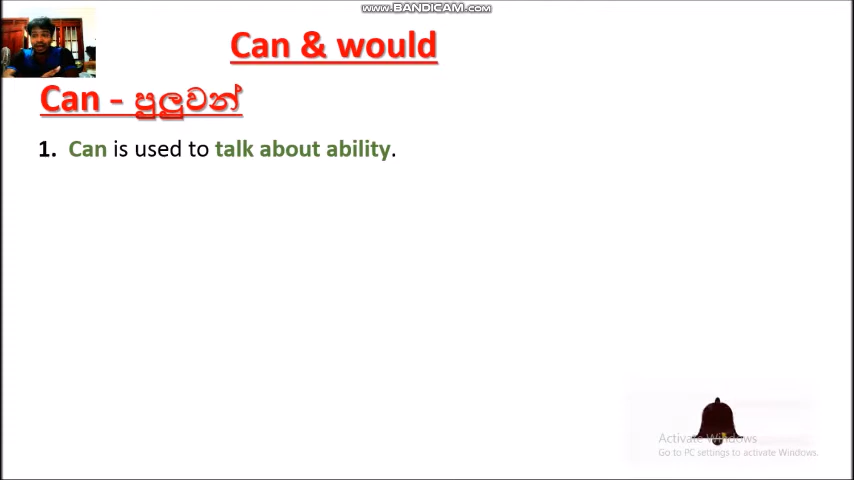 WWW.BANDICAM.COM
Can & would
Can - පුලුවන්
1. Can is used to talk about ability.
Activate Windows
Go to PC settings to activate Windows.